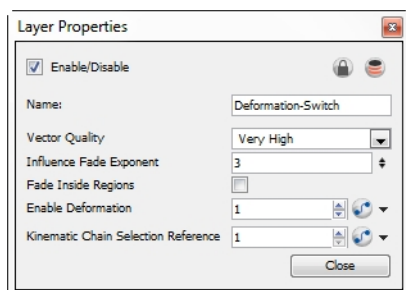 Layer Properties
Enable/Disable
Name: Deformation-Switch
Vector Quality Very High
Influence Fade Exponent 3
Fade Inside Regions
Enable Deformation 1
Kinematic Chain Selection Reference 1
Close